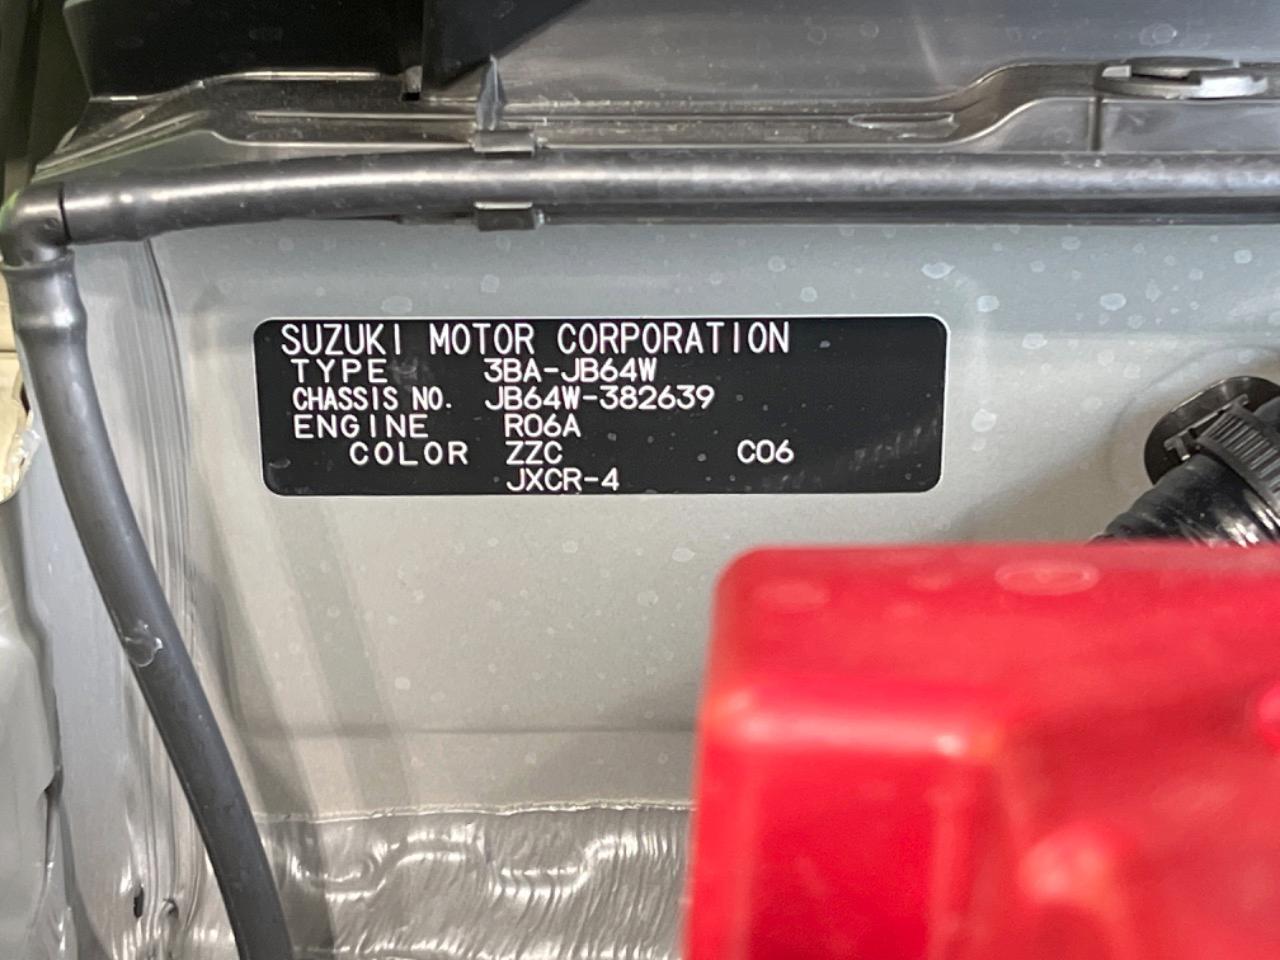 SUZUKI MOTOR CORPORATION
TYPE 3BA-JB64W
CHASSIS NO. JB64W-382639
ENGINE R06A
COLOR ZZC C06
JXCR-4